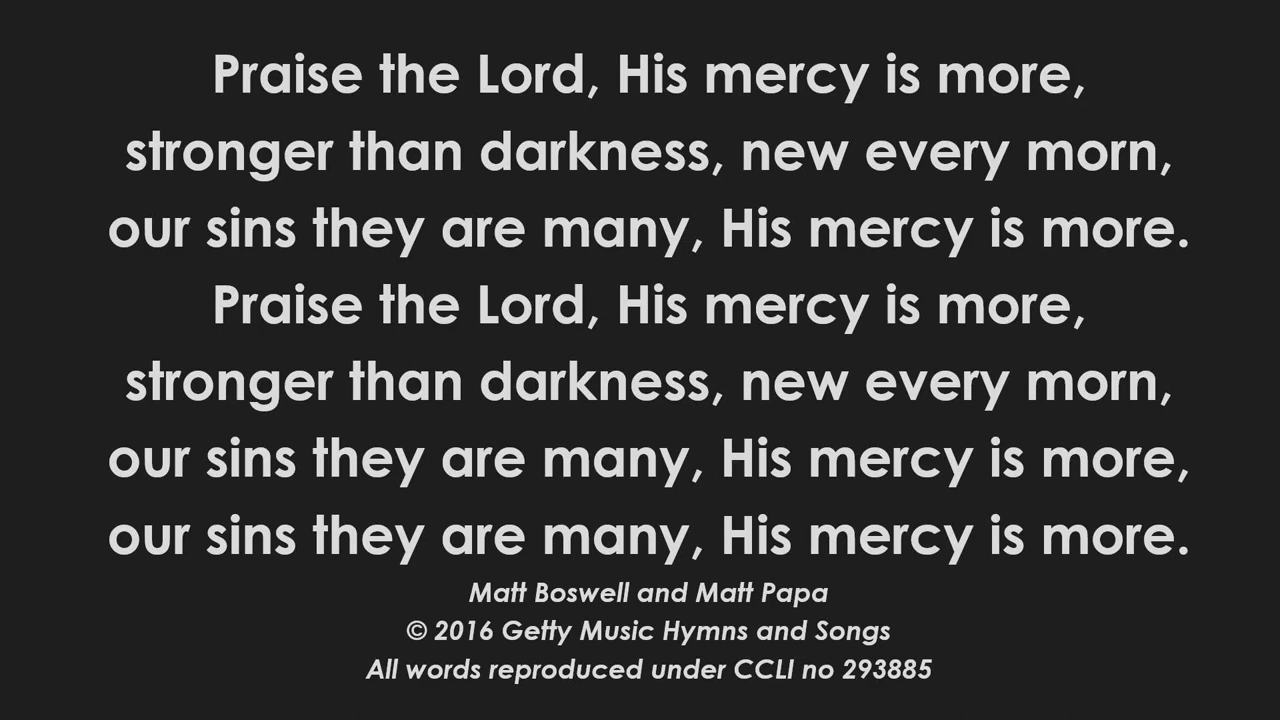 Praise the Lord, His mercy is more,
stronger than darkness, new every morn,
our sins they are many, His mercy is more.
Praise the Lord, His mercy is more,
stronger than darkness, new every morn,
our sins they are many, His mercy is more,
our sins they are many, His mercy is more.
Matt Boswell and Matt Papa
© 2016 Getty Music Hymns and Songs
All words reproduced under CCLI no 293885